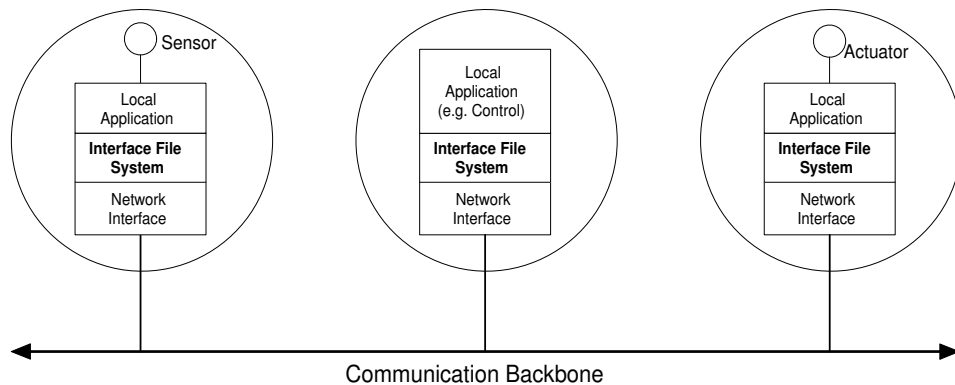 Sensor
Local
Application
Interface File
System
Network
Interface
Local
Application
(e.g. Control)
Interface File
System
Network
Interface
Actuator
Local
Application
Interface File
System
Network
Interface
Communication Backbone